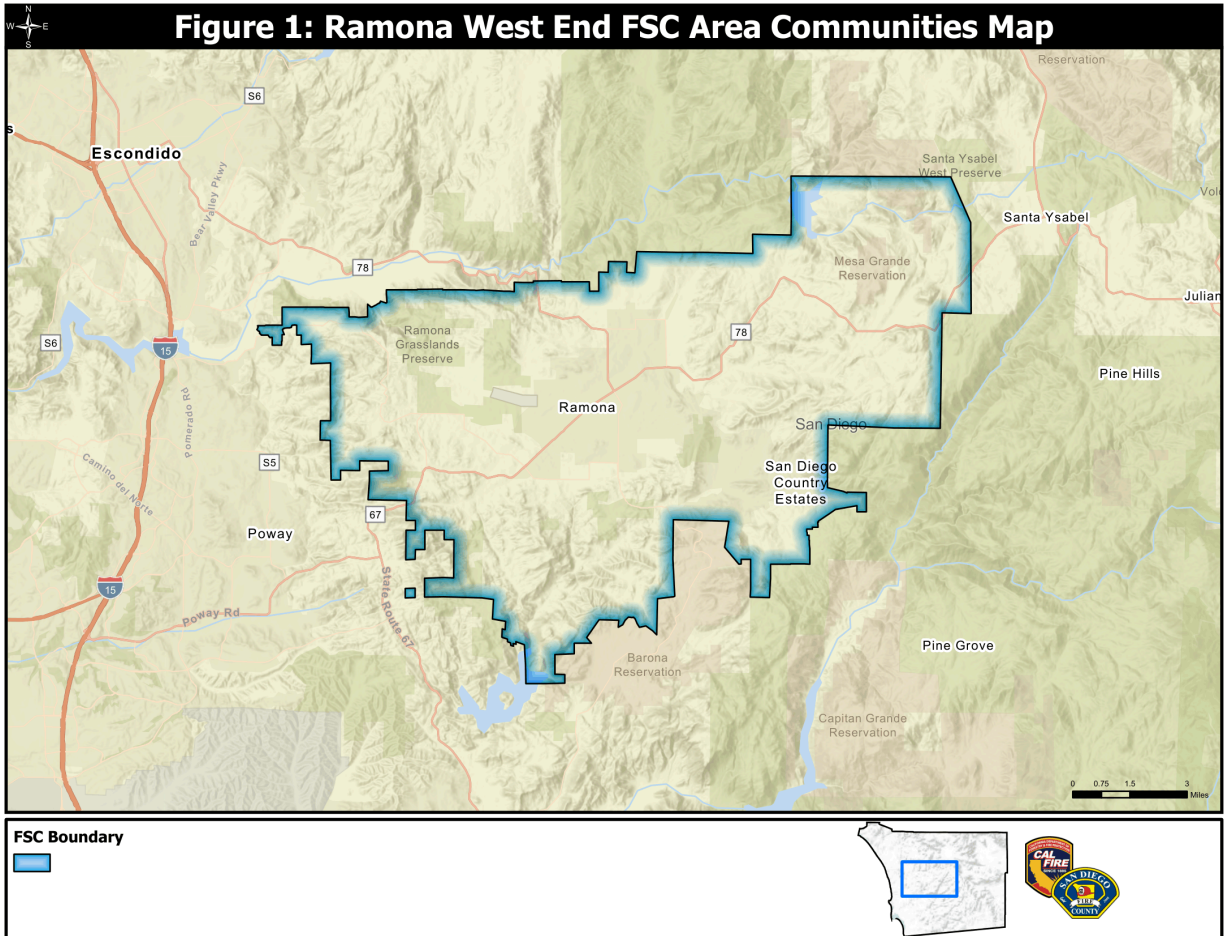 N
W E
S
Figure 1: Ramona West End FSC Area Communities Map
Reservation
S6
s
Escondido
Bear Valley Pkwy
Santa Ysabel
West Preserve
Santa Ysabel
78
Mesa Grande
Reservation
Julian
S6
15
Ramona
Grasslands
Preserve
78
Pine Hills
Pomerado Rd
Ramona
San Diego
S5
Camino del Norte
San Diego
Country
Estates
67
Poway
15
Poway Rd
State Route 67
Pine Grove
Barona
Reservation
Capitan Grande
Reservation
0 0.75 1.5 3
Miles
FSC Boundary
CAL
FIRE
SINCE 1885
SAN DIEGO
FIRE
COUNTY